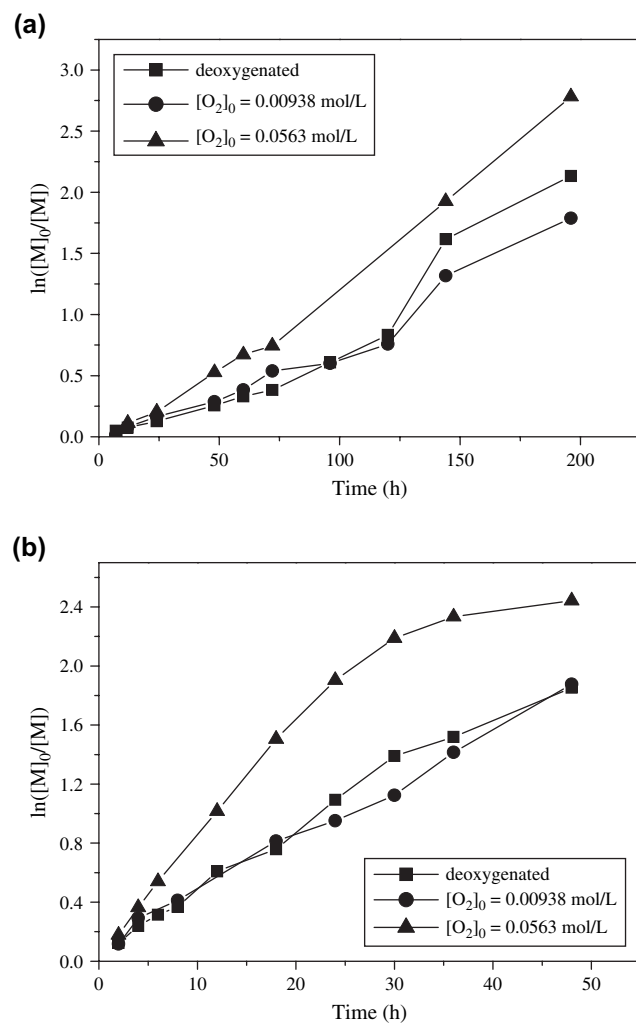 (a)
3.0
2.5
2.0
1.5
1.0
0.5
0.0
ln([M]₀/[M])
deoxygenated
[O₂]₀ = 0.00938 mol/L
[O₂]₀ = 0.0563 mol/L
0 50 100 150 200
Time (h)
(b)
2.4
2.0
1.6
1.2
0.8
0.4
0.0
ln([M]₀/[M])
deoxygenated
[O₂]₀ = 0.00938 mol/L
[O₂]₀ = 0.0563 mol/L
0 10 20 30 40 50
Time (h)